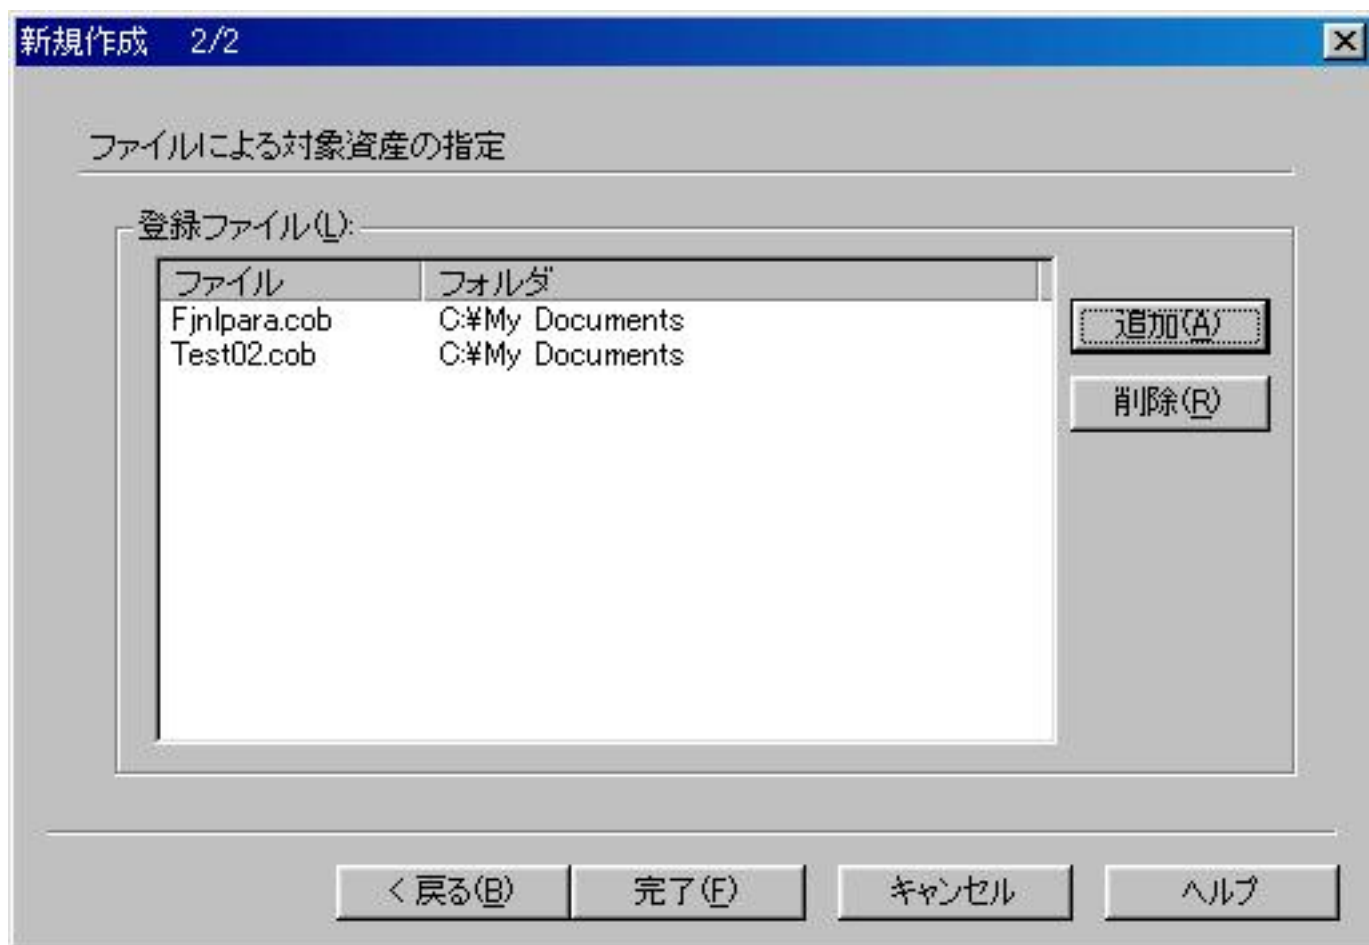 新規作成 2/2
ファイルによる対象資産の指定
登録ファイル(L):
ファイル フォルダ
Fjnlpara.cob C:¥My Documents
Test02.cob C:¥My Documents
追加(A)
削除(R)
< 戻る(B) 完了(F) キャンセル ヘルプ